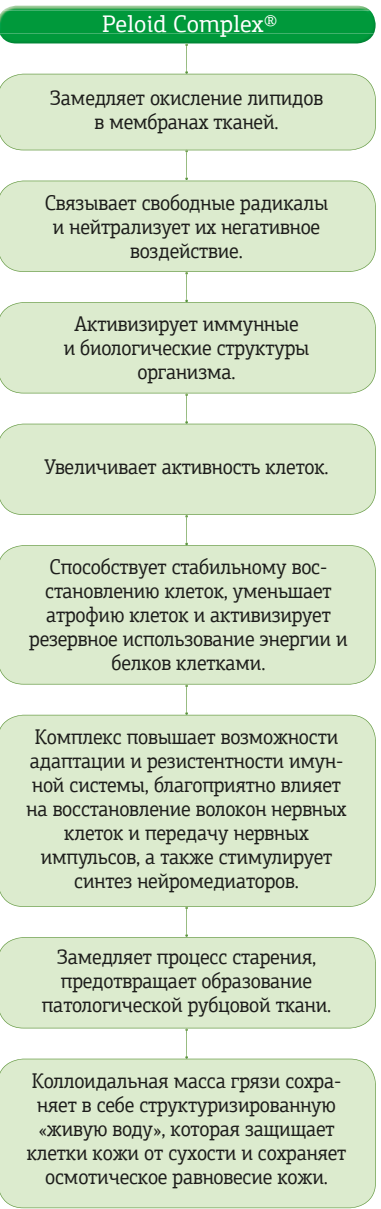 Peloid Complex®
Замедляет окисление липидов
в мембранах тканей.
Связывает свободные радикалы
и нейтрализует их негативное
воздействие.
Активизирует иммунные
и биологические структуры
организма.
Увеличивает активность клеток.
Способствует стабильному вос-
становлению клеток, уменьшает
атрофию клеток и активизирует
резервное использование энергии и
белков клетками.
Комплекс повышает возможности
адаптации и резистентности имун-
ной системы, благоприятно влияет
на восстановление волокон нервных
клеток и передачу нервных
импульсов, а также стимулирует
синтез нейромедиаторов.
Замедляет процесс старения,
предотвращает образование
патологической рубцовой ткани.
Коллоидальная масса грязи сохра-
няет в себе структуризированную
«живую воду», которая защищает
клетки кожи от сухости и сохраняет
осмотическое равновесие кожи.